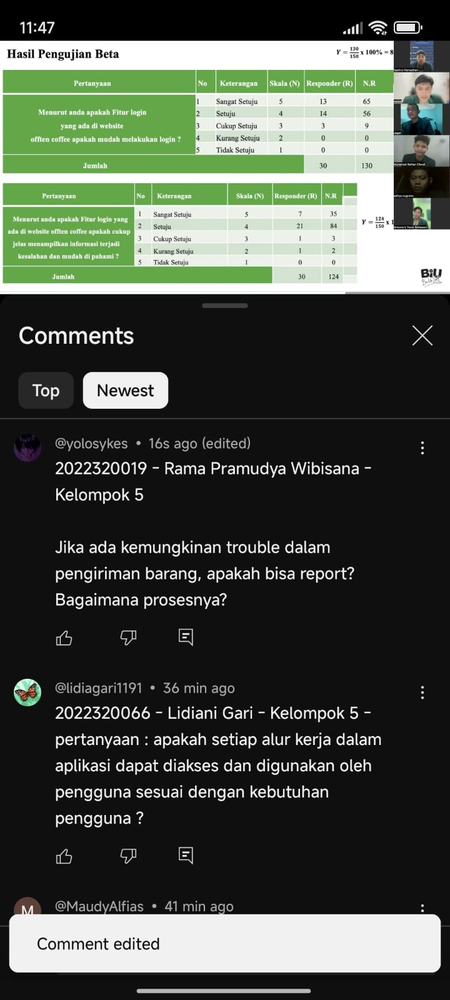 11:47
Hasil Pengujian Beta
Y = 130/150 x 100% = 8
Pertanyaan No Keterangan Skala (N) Responder (R) N.R
Menurut anda apakah Fitur login
yang ada di website
offten coffee apakah mudah melakukan login ?
1 Sangat Setuju 5 13 65
2 Setuju 4 14 56
3 Cukup Setuju 3 3 9
4 Kurang Setuju 2 0 0
5 Tidak Setuju 1 0 0
Jumlah 30 130
Pertanyaan No Keterangan Skala (N) Responder (R) N.R
Menurut anda apakah Fitur login yang
ada di website offten coffee apakah cukup
jelas menampilkan informasi terjadi
kesalahan dan mudah di pahami ?
1 Sangat Setuju 5 7 35
2 Setuju 4 21 84
3 Cukup Setuju 3 1 3
4 Kurang Setuju 2 1 2
5 Tidak Setuju 1 0 0
Jumlah 30 124
Y = 124/150 x 1
BiU
Comments
Top
Newest
@yolosykes • 16s ago (edited)
2022320019 - Rama Pramudya Wibisana -
Kelompok 5
Jika ada kemungkinan trouble dalam
pengiriman barang, apakah bisa report?
Bagaimana prosesnya?
@lidiagari1191 • 36 min ago
2022320066 - Lidiani Gari - Kelompok 5 -
pertanyaan : apakah setiap alur kerja dalam
aplikasi dapat diakses dan digunakan oleh
pengguna sesuai dengan kebutuhan
pengguna ?
M
@MaudyAlfias • 41 min ago
Comment edited